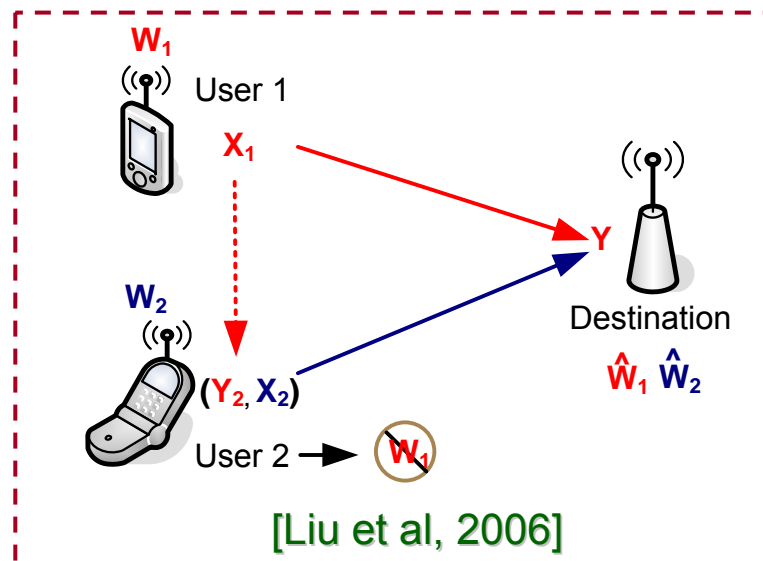 W₁
User 1
X₁
Y
W₂
Destination
Ŵ₁ Ŵ₂
(Y₂, X₂)
User 2
W₁
[Liu et al, 2006]